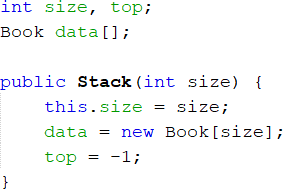 int size, top;
Book data[];
public Stack(int size) {
this.size = size;
data = new Book[size];
top = -1;
}